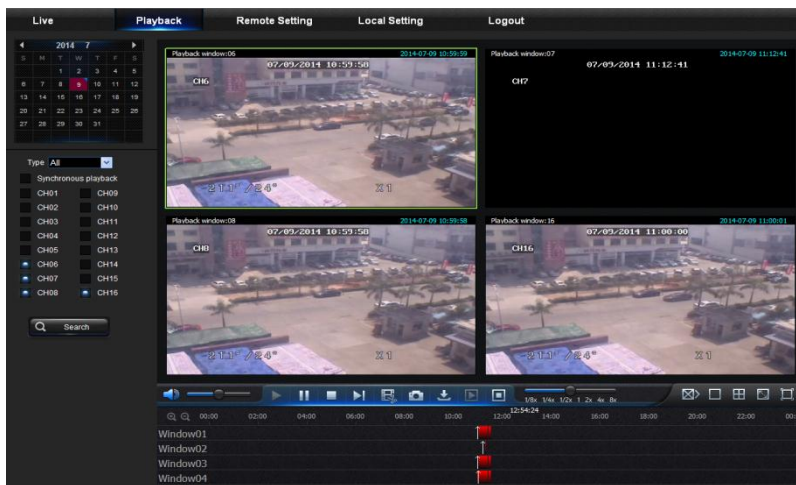 Live Playback Remote Setting Local Setting Logout
2014 7
S M T W T F S
1 2 3 4 5
6 7 8 9 10 11 12
13 14 15 16 17 18 19
20 21 22 23 24 25 26
27 28 29 30 31
Type All
Synchronous playback
CH01 CH09
CH02 CH10
CH03 CH11
CH04 CH12
CH05 CH13
CH06 CH14
CH07 CH15
CH08 CH16
Search
Playback window:06 2014-07-09 10:59:59
07/09/2014 10:59:58
CH6
X1
Playback window:07 2014-07-09 11:12:41
07/09/2014 11:12:41
CH7
Playback window:08 2014-07-09 10:59:58
07/09/2014 10:59:58
CH8
X1
Playback window:16 2014-07-09 11:00:01
07/09/2014 11:00:00
CH16
X1
1/8x 1/4x 1/2x 1 2x 4x 8x
12:54:24
00:00 02:00 04:00 06:00 08:00 10:00 12:00 14:00 16:00 18:00 20:00 22:00 00:
Window01
Window02
Window03
Window04